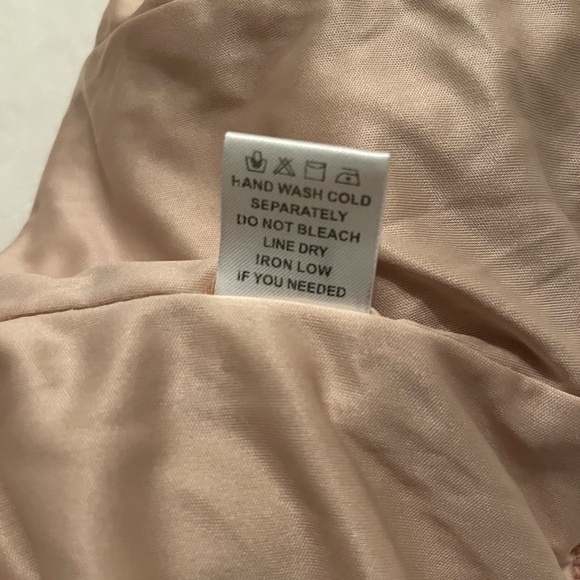 HAND WASH COLD
SEPARATELY
DO NOT BLEACH
LINE DRY
IRON LOW
IF YOU NEEDED